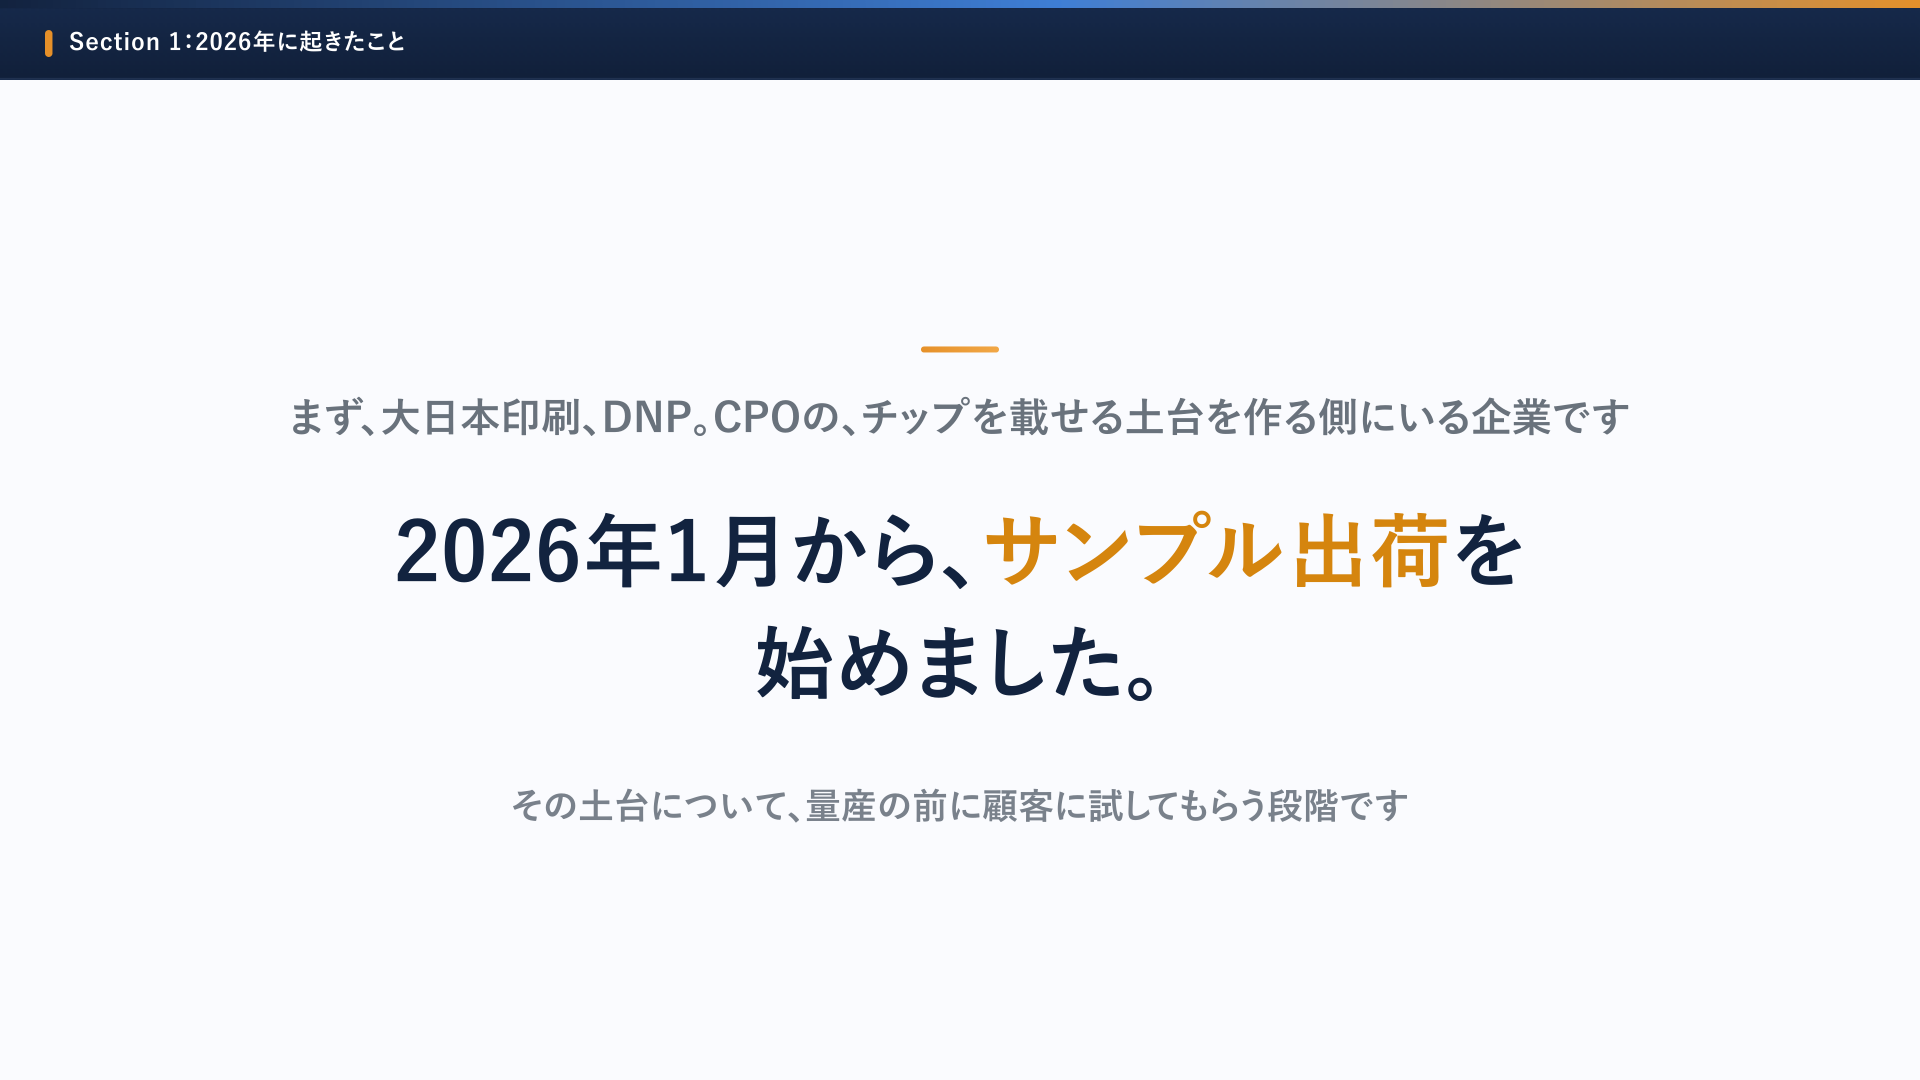 Section 1：2026年に起きたこと
まず、大日本印刷、DNP。CPOの、チップを載せる土台を作る側にいる企業です
2026年1月から、サンプル出荷を
始めました。
その土台について、量産の前に顧客に試してもらう段階です